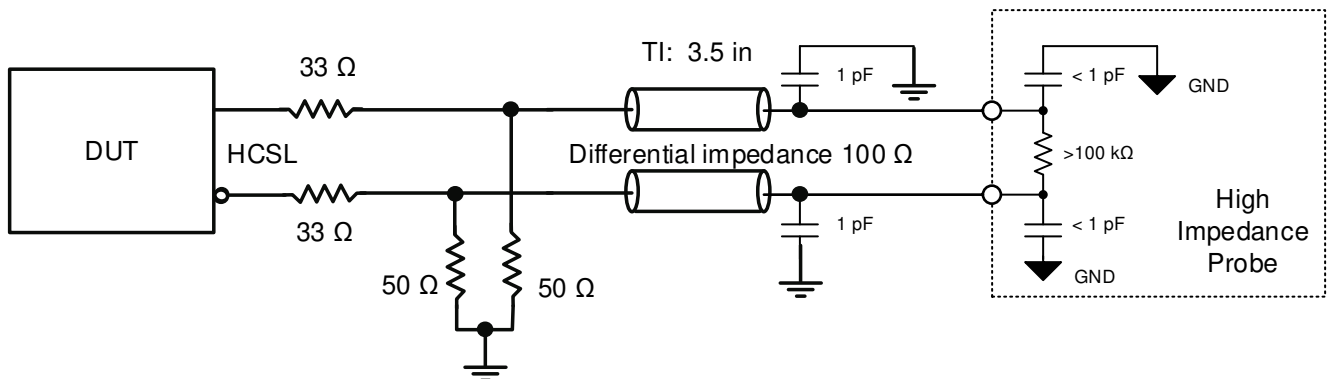 TI: 3.5 in
33 Ω
1 pF
< 1 pF
GND
DUT
HCSL
Differential impedance 100 Ω
>100 kΩ
33 Ω
1 pF
< 1 pF
High
Impedance
Probe
50 Ω
50 Ω
GND